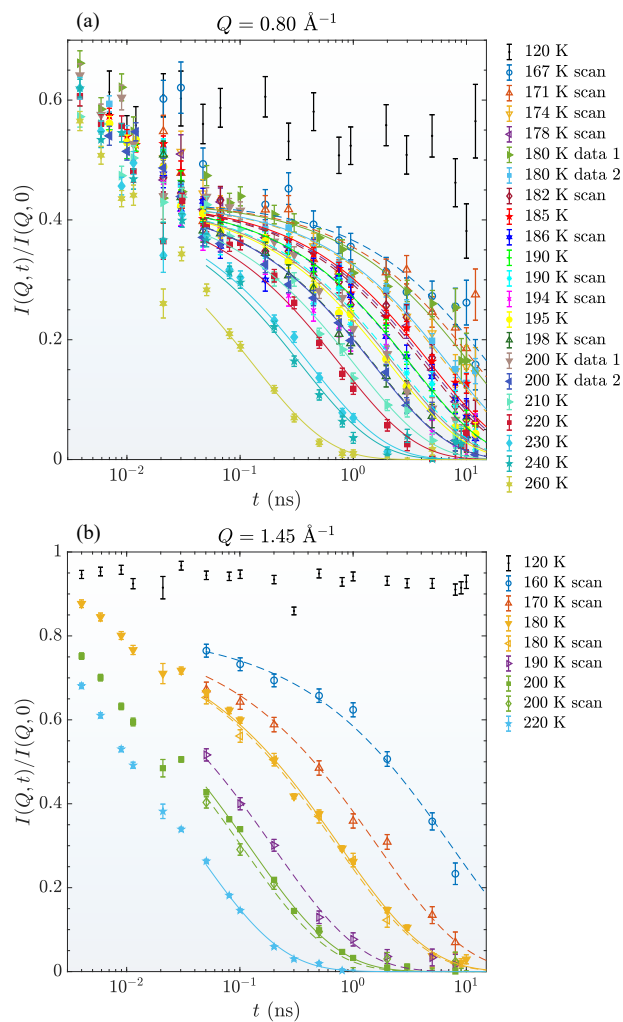 (a)
Q = 0.80 Å⁻¹
0.6
0.4
0.2
0
I(Q,t)/I(Q,0)
10⁻² 10⁻¹ 10⁰ 10¹
t (ns)
120 K
167 K scan
171 K scan
174 K scan
178 K scan
180 K data 1
180 K data 2
182 K scan
185 K
186 K scan
190 K
190 K scan
194 K scan
195 K
198 K scan
200 K data 1
200 K data 2
210 K
220 K
230 K
240 K
260 K
(b)
Q = 1.45 Å⁻¹
1
0.8
0.6
0.4
0.2
0
I(Q,t)/I(Q,0)
10⁻² 10⁻¹ 10⁰ 10¹
t (ns)
120 K
160 K scan
170 K scan
180 K
180 K scan
190 K scan
200 K
200 K scan
220 K